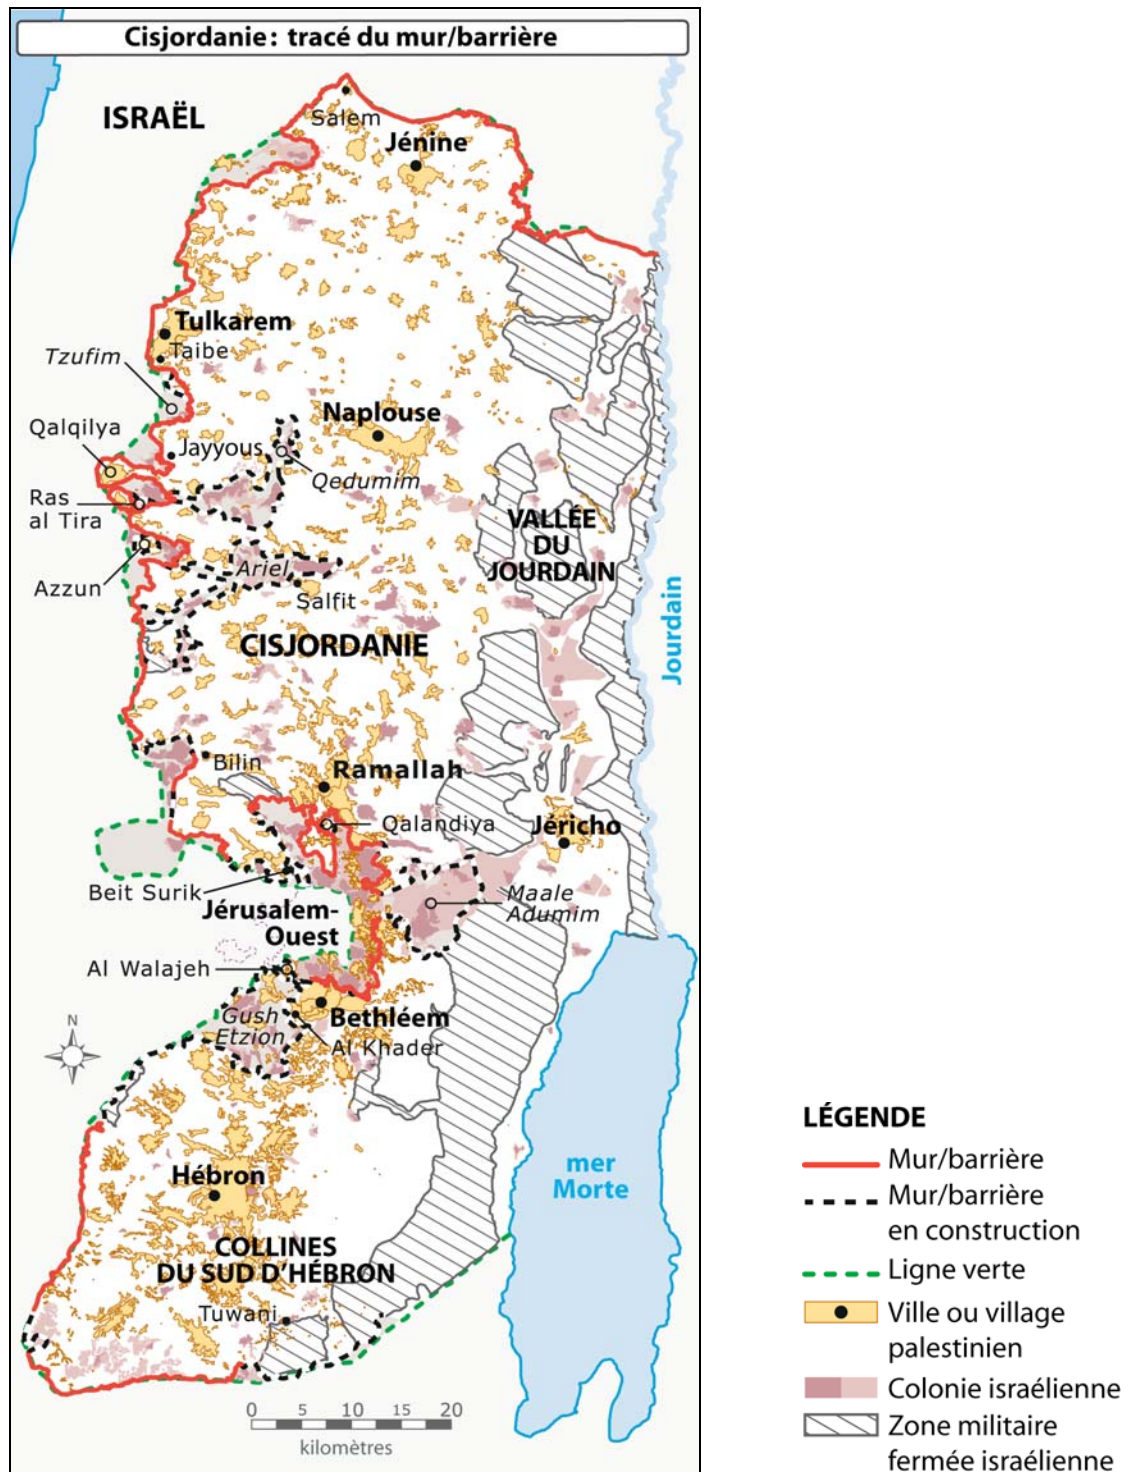 Cisjordanie: tracé du mur/barrière
ISRAËL
Salem
Jénine
Tulkarem
Taibe
Tzufim
Naplouse
Qalqilya
Jayyous
Qedumim
Ras
al Tira
VALLÉE
DU
JOURDAIN
Ariel
Azzun
Salfit
Jourdain
CISJORDANIE
Bilin
Ramallah
Qalandiya
Jéricho
Beit Surik
Maale
Adumim
Jérusalem-
Ouest
Al Walajeh
Gush
Etzion
Bethléem
Al Khader
N
mer
Morte
Hébron
COLLINES
DU SUD D'HÉBRON
Tuwani
0 5 10 15 20
kilomètres
LÉGENDE
Mur/barrière
Mur/barrière
en construction
Ligne verte
Ville ou village
palestinien
Colonie israélienne
Zone militaire
fermée israélienne